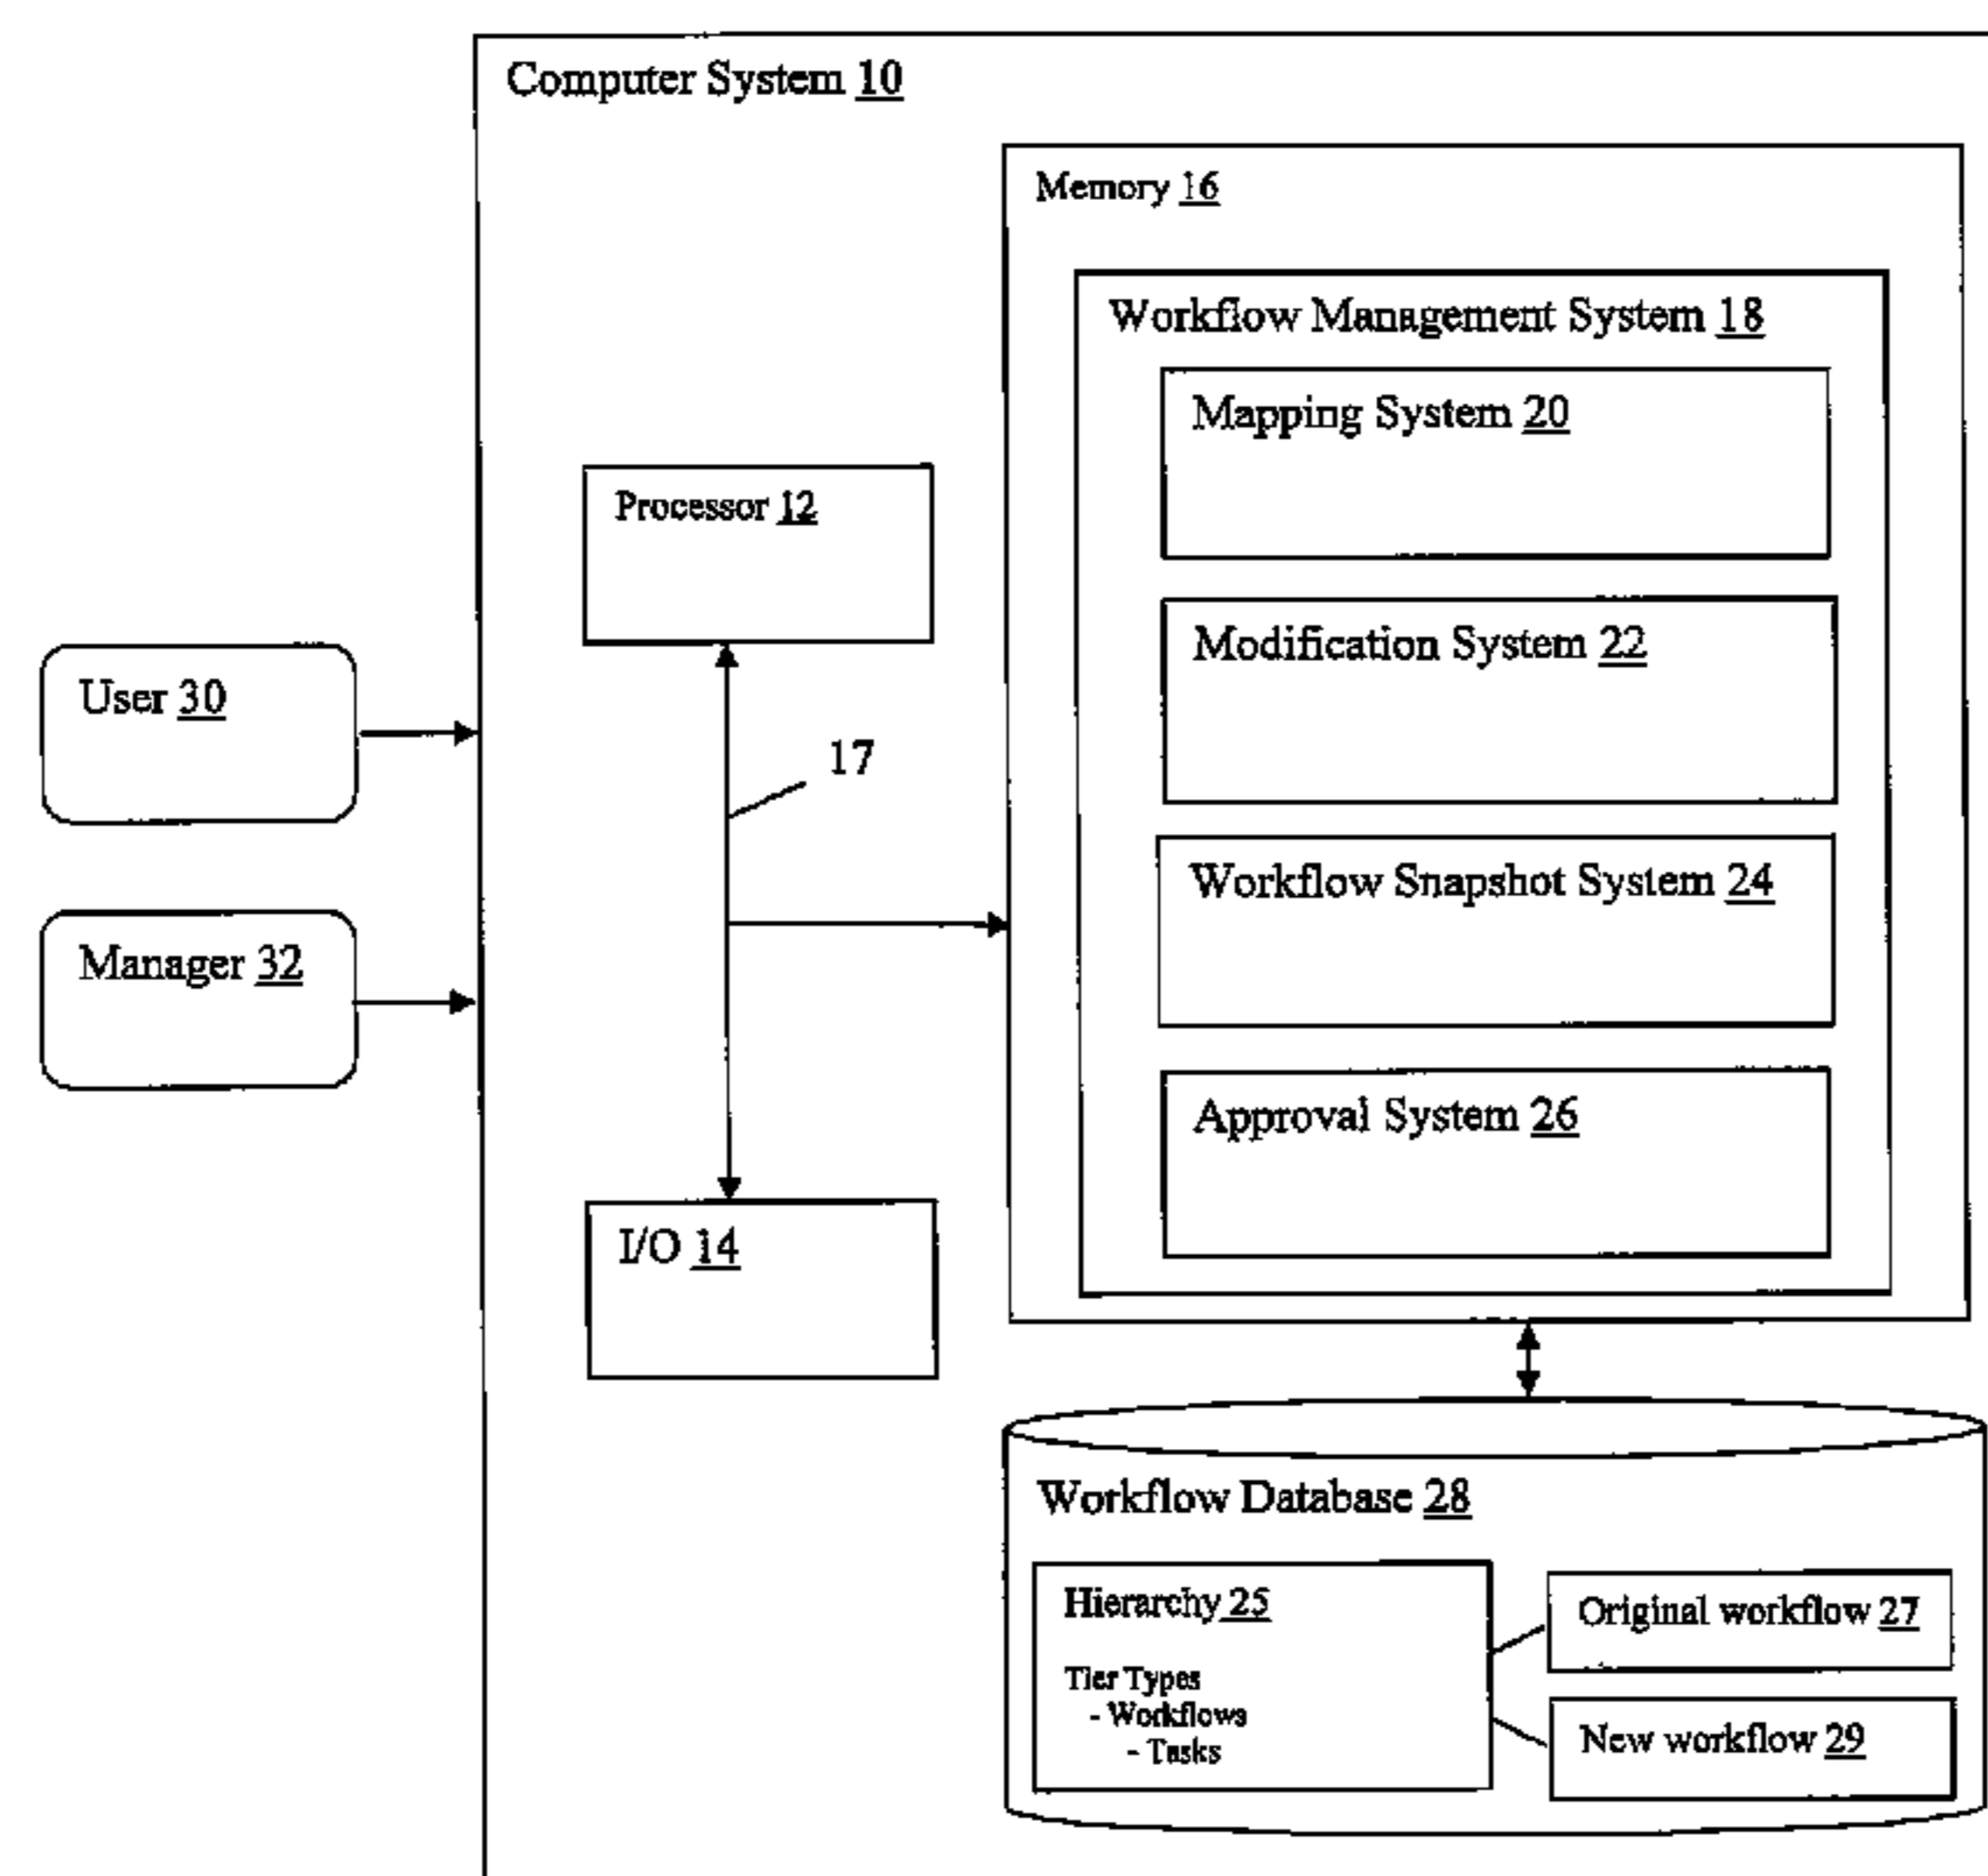 Computer System 10
Memory 16
Workflow Management System 18
Mapping System 20
Processor 12
Modification System 22
User 30
17
Workflow Snapshot System 24
Manager 32
Approval System 26
I/O 14
Workflow Database 28
Hierarchy 25
Original workflow 27
Tier Types
- Workflows
- Tasks
New workflow 29